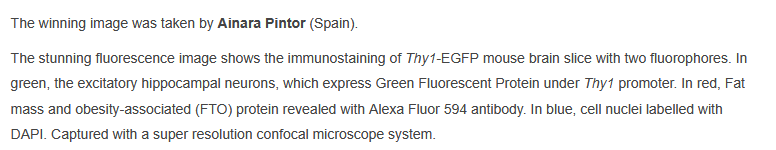 The winning image was taken by Ainara Pintor (Spain).
The stunning fluorescence image shows the immunostaining of Thy1-EGFP mouse brain slice with two fluorophores. In
green, the excitatory hippocampal neurons, which express Green Fluorescent Protein under Thy1 promoter. In red, Fat
mass and obesity-associated (FTO) protein revealed with Alexa Fluor 594 antibody. In blue, cell nuclei labelled with
DAPI. Captured with a super resolution confocal microscope system.